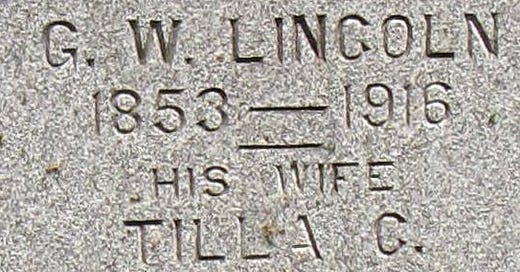 G. W. LINCOLN
1853 — 1916
HIS WIFE
TILLA C.